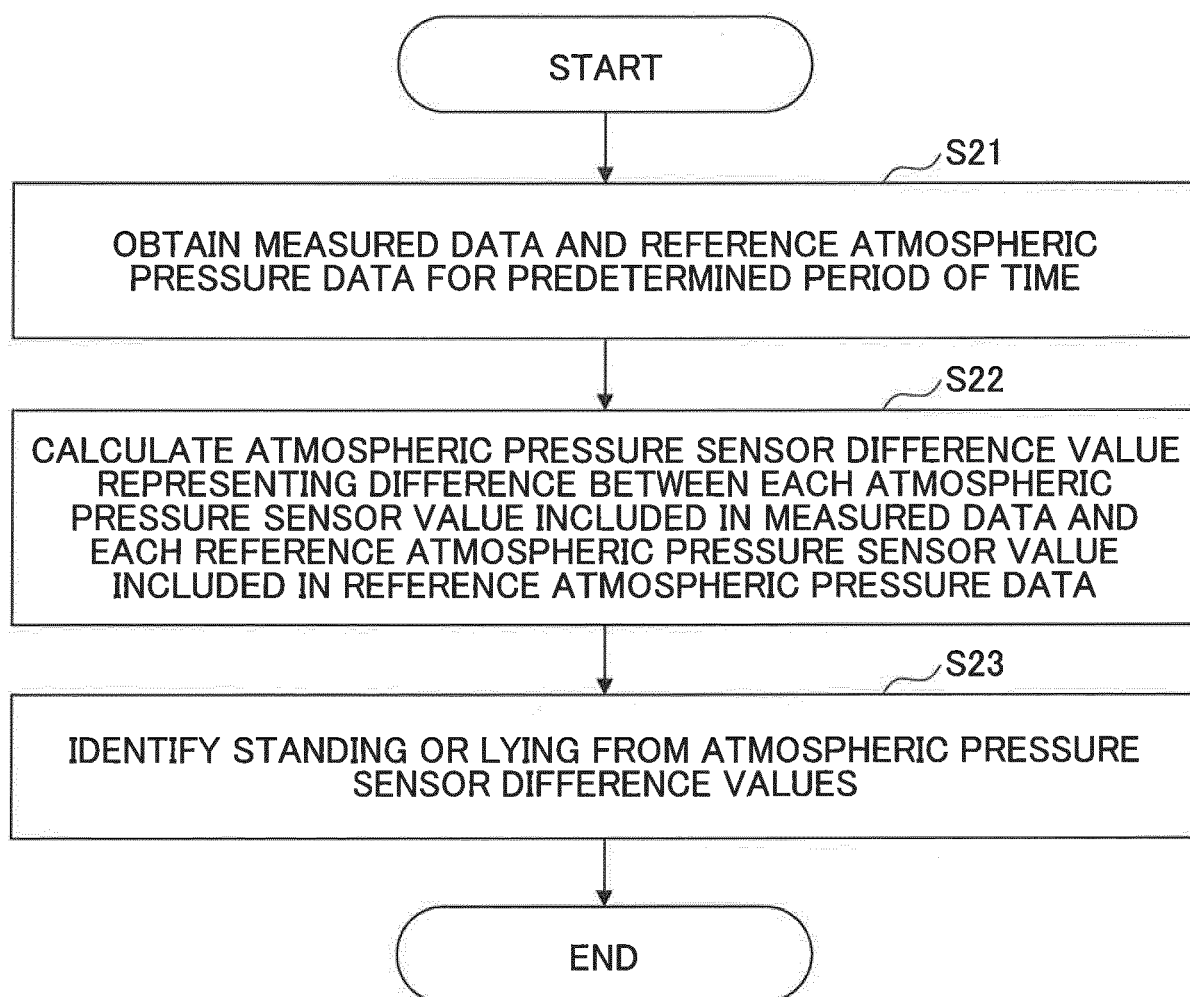 START
S21
OBTAIN MEASURED DATA AND REFERENCE ATMOSPHERIC
PRESSURE DATA FOR PREDETERMINED PERIOD OF TIME
S22
CALCULATE ATMOSPHERIC PRESSURE SENSOR DIFFERENCE VALUE
REPRESENTING DIFFERENCE BETWEEN EACH ATMOSPHERIC
PRESSURE SENSOR VALUE INCLUDED IN MEASURED DATA AND
EACH REFERENCE ATMOSPHERIC PRESSURE SENSOR VALUE
INCLUDED IN REFERENCE ATMOSPHERIC PRESSURE DATA
S23
IDENTIFY STANDING OR LYING FROM ATMOSPHERIC PRESSURE
SENSOR DIFFERENCE VALUES
END